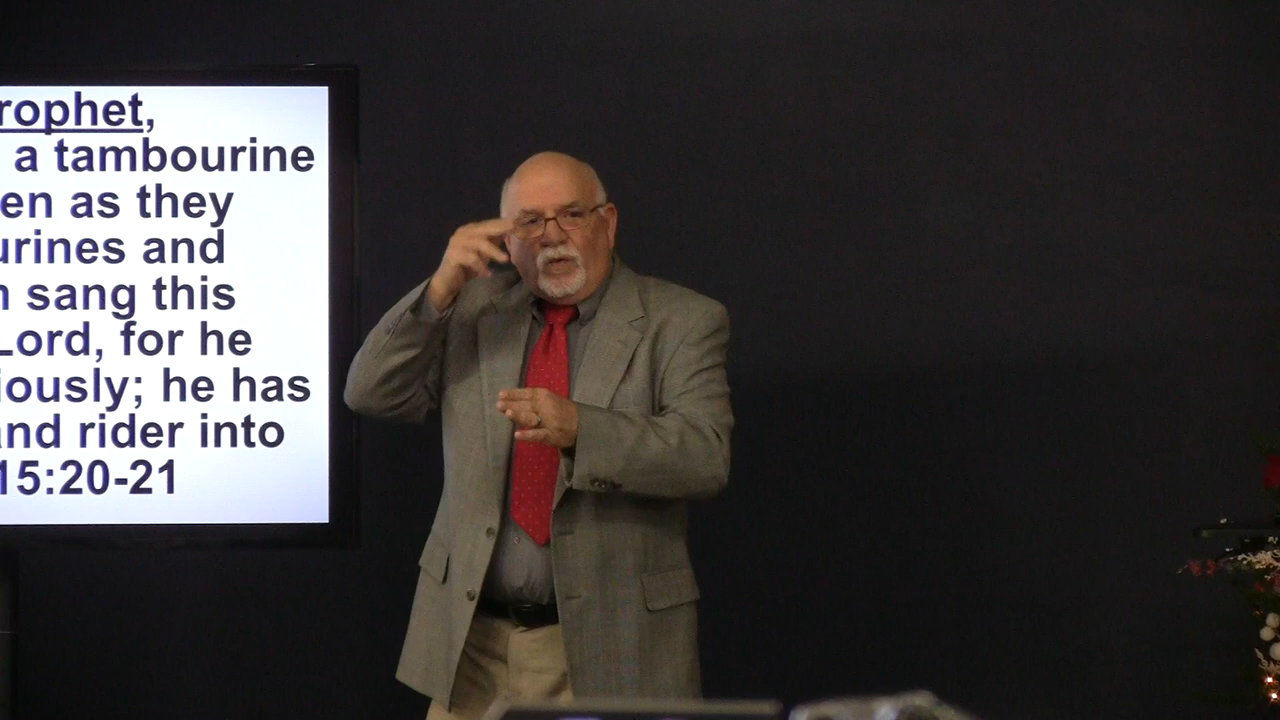 rophet,
a tambourine
en as they
urines and
n sang this
Lord, for he
iously; he has
and rider into
15:20-21